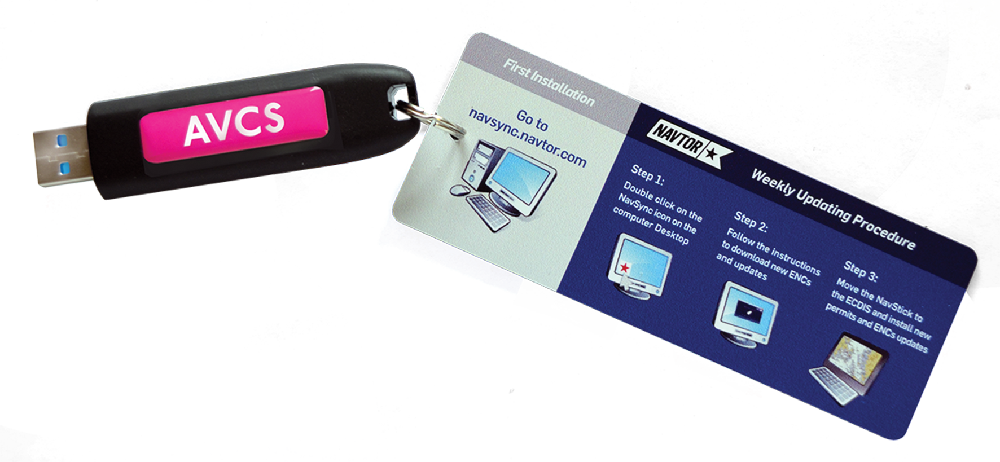 AVCS
First Installation
Go to
navsync.navtor.com
NAVTOR
Weekly Updating Procedure
Step 1:
Double click on the
NavSync icon on the
computer Desktop
Step 2:
Follow the instructions
to download new ENCs
and updates
Step 3:
Move the NavStick to
the ECDIS and install new
permits and ENCs updates